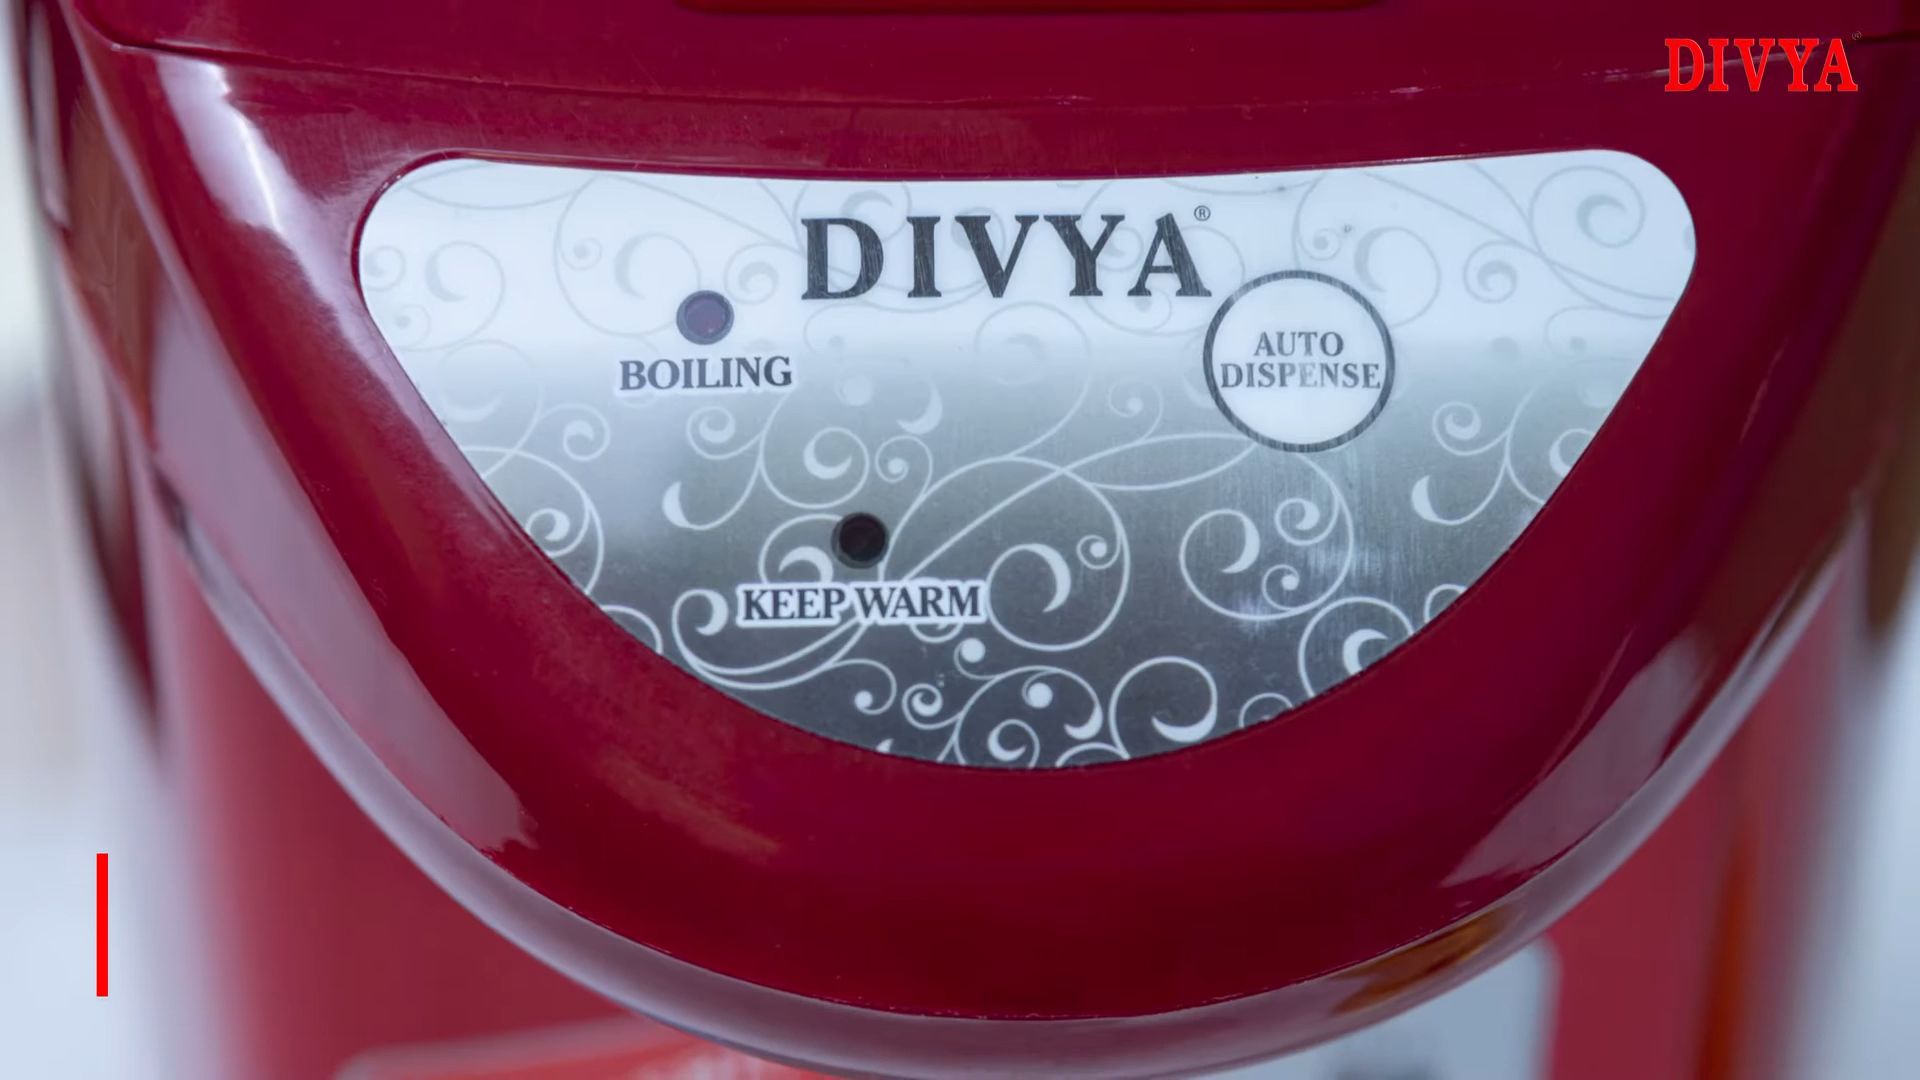 DIVYA®
DIVYA®
BOILING
AUTO
DISPENSE
KEEP WARM